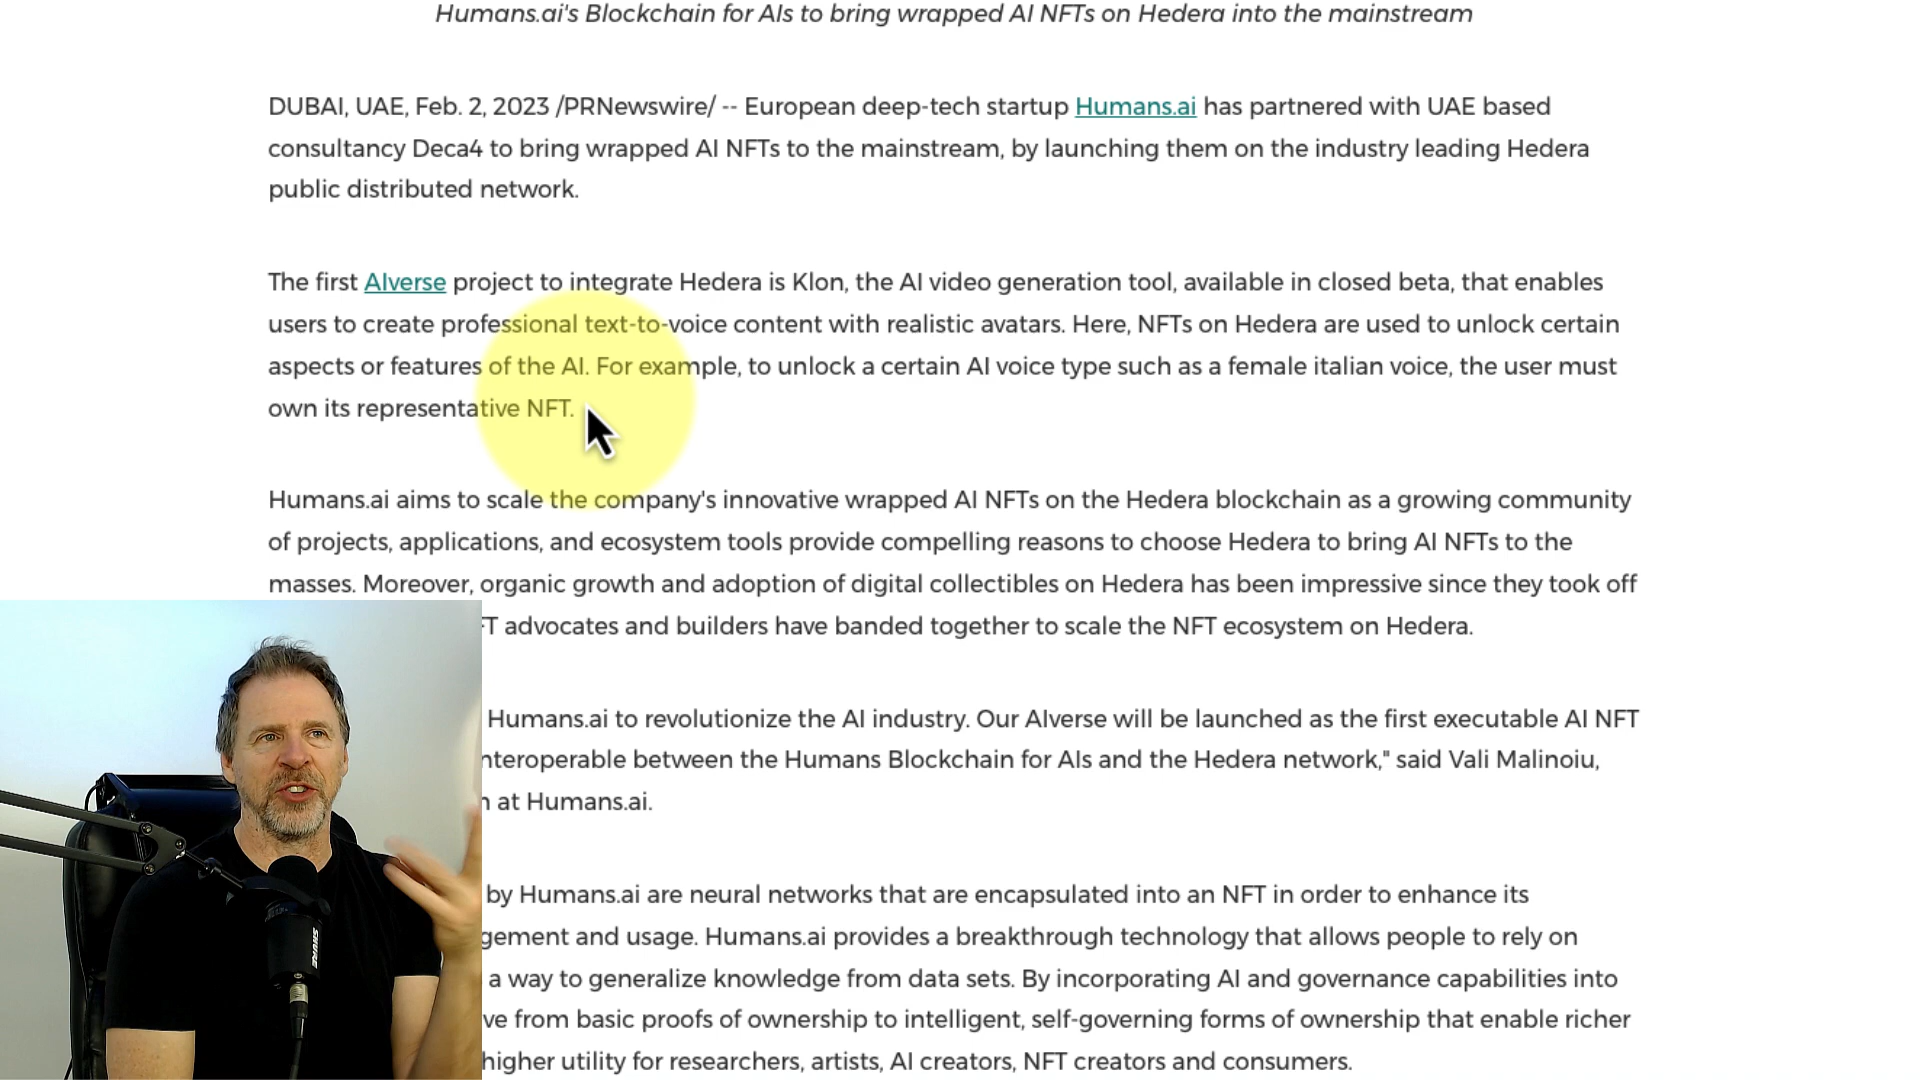 Humans.ai's Blockchain for AIs to bring wrapped AI NFTs on Hedera into the mainstream
DUBAI, UAE, Feb. 2, 2023 /PRNewswire/ -- European deep-tech startup Humans.ai has partnered with UAE based
consultancy Deca4 to bring wrapped AI NFTs to the mainstream, by launching them on the industry leading Hedera
public distributed network.
The first AIverse project to integrate Hedera is Klon, the AI video generation tool, available in closed beta, that enables
users to create professional text-to-voice content with realistic avatars. Here, NFTs on Hedera are used to unlock certain
aspects or features of the AI. For example, to unlock a certain AI voice type such as a female italian voice, the user must
own its representative NFT.
Humans.ai aims to scale the company's innovative wrapped AI NFTs on the Hedera blockchain as a growing community
of projects, applications, and ecosystem tools provide compelling reasons to choose Hedera to bring AI NFTs to the
masses. Moreover, organic growth and adoption of digital collectibles on Hedera has been impressive since they took off
advocates and builders have banded together to scale the NFT ecosystem on Hedera.
Humans.ai to revolutionize the AI industry. Our AIverse will be launched as the first executable AI NFT
between the Humans Blockchain for AIs and the Hedera network," said Vali Malinoiu,
at Humans.ai.
by Humans.ai are neural networks that are encapsulated into an NFT in order to enhance its
and usage. Humans.ai provides a breakthrough technology that allows people to rely on
a way to generalize knowledge from data sets. By incorporating AI and governance capabilities into
from basic proofs of ownership to intelligent, self-governing forms of ownership that enable richer
higher utility for researchers, artists, AI creators, NFT creators and consumers.
SHURE